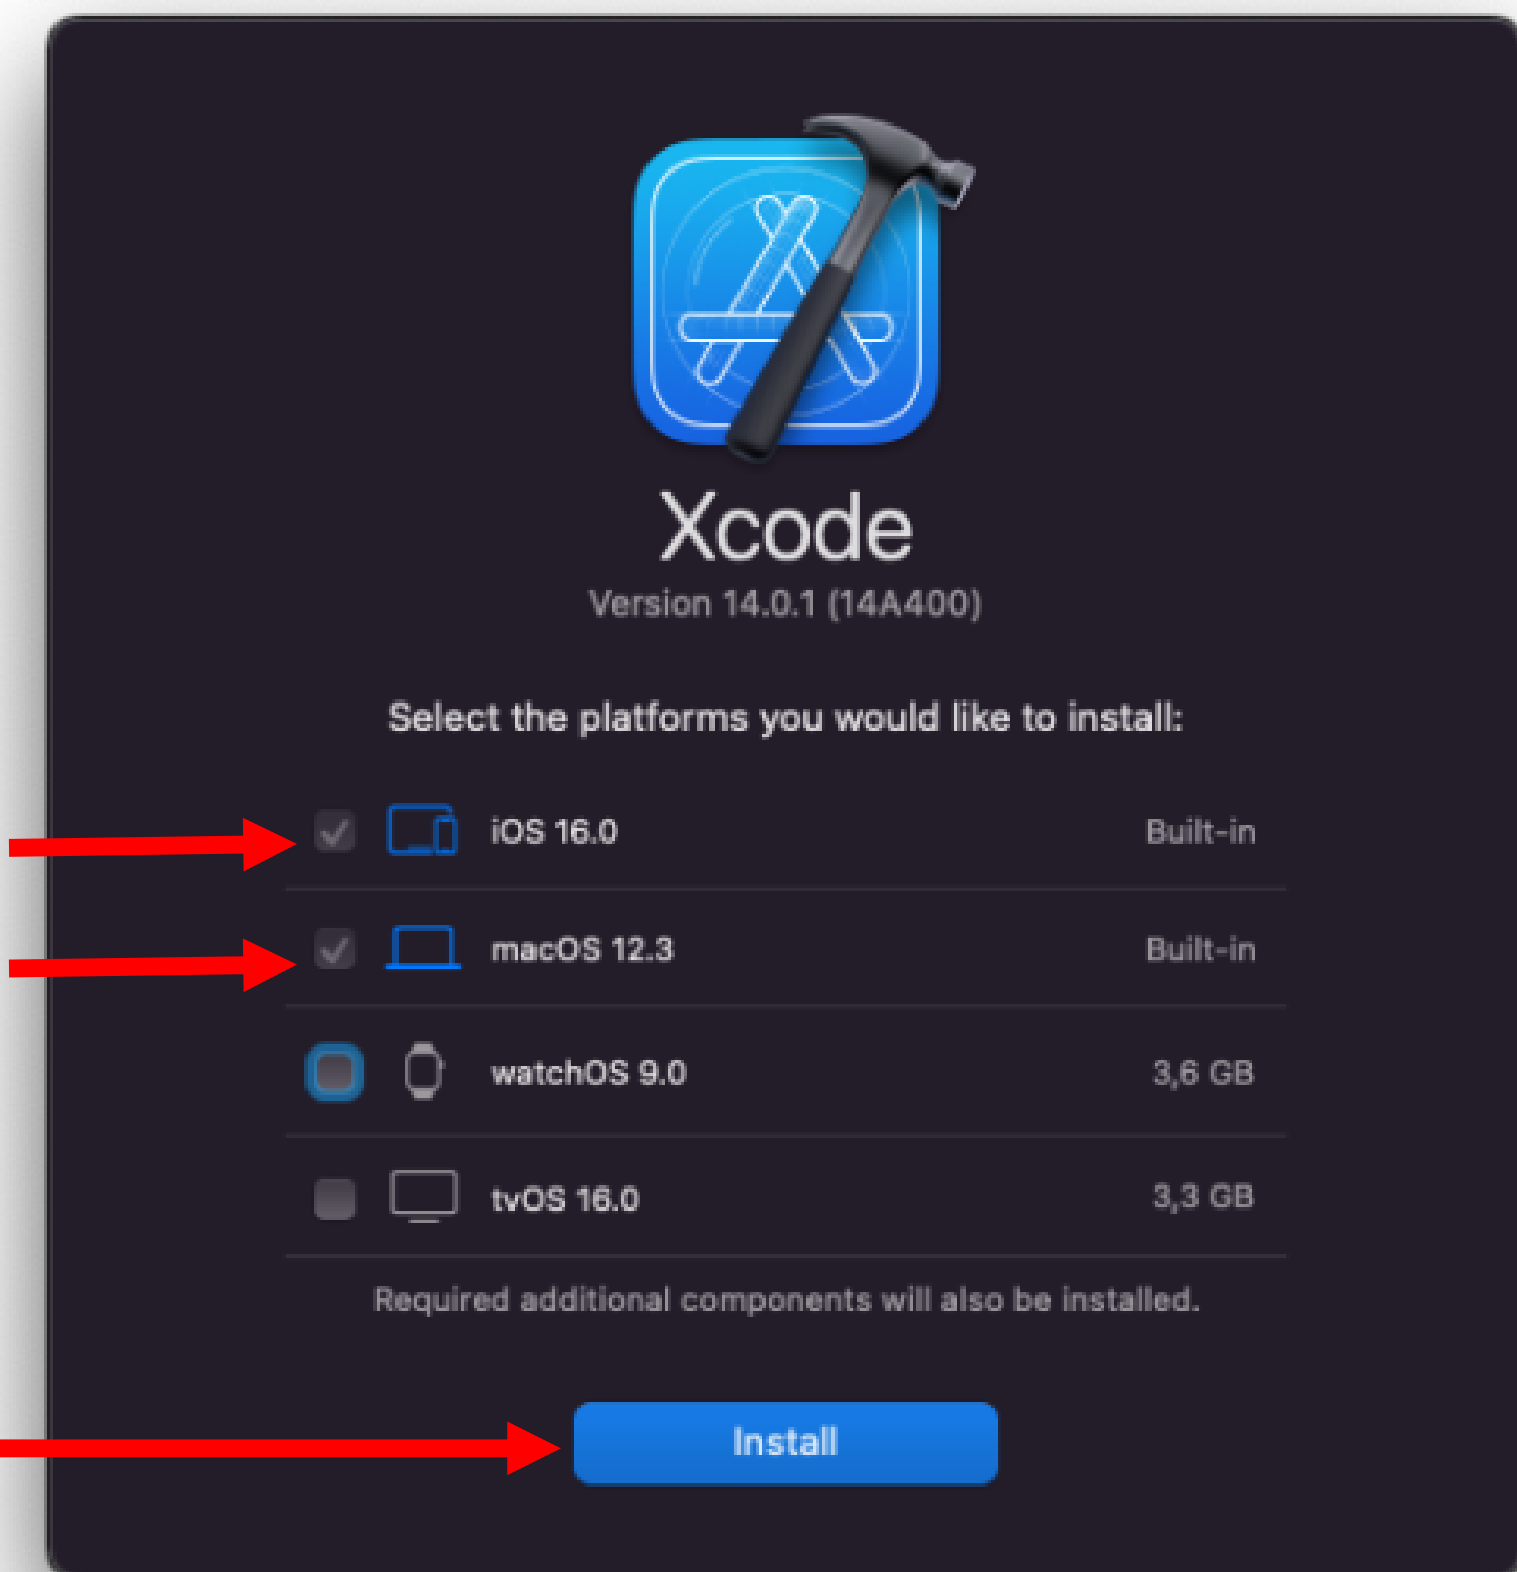 Xcode
Version 14.0.1 (14A400)
Select the platforms you would like to install:
iOS 16.0 Built-in
macOS 12.3 Built-in
watchOS 9.0 3,6 GB
tvOS 16.0 3,3 GB
Required additional components will also be installed.
Install